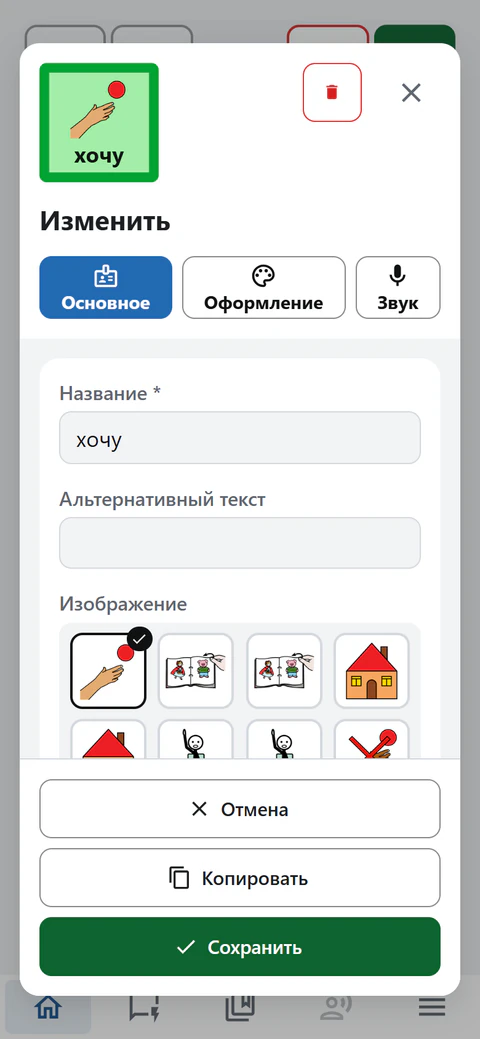 хочу
Изменить
Основное
Оформление
Звук
Название *
хочу
Альтернативный текст
Изображение
Отмена
Копировать
Сохранить